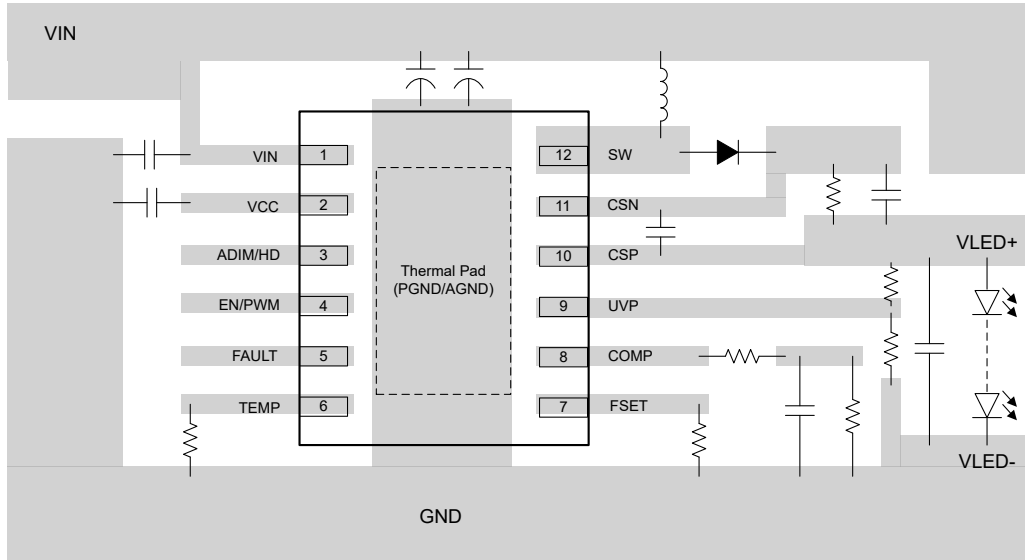 VIN
VIN 1
VCC 2
ADIM/HD 3
EN/PWM 4
FAULT 5
TEMP 6
Thermal Pad
(PGND/AGND)
12 SW
11 CSN
10 CSP
9 UVP
8 COMP
7 FSET
VLED+
VLED-
GND